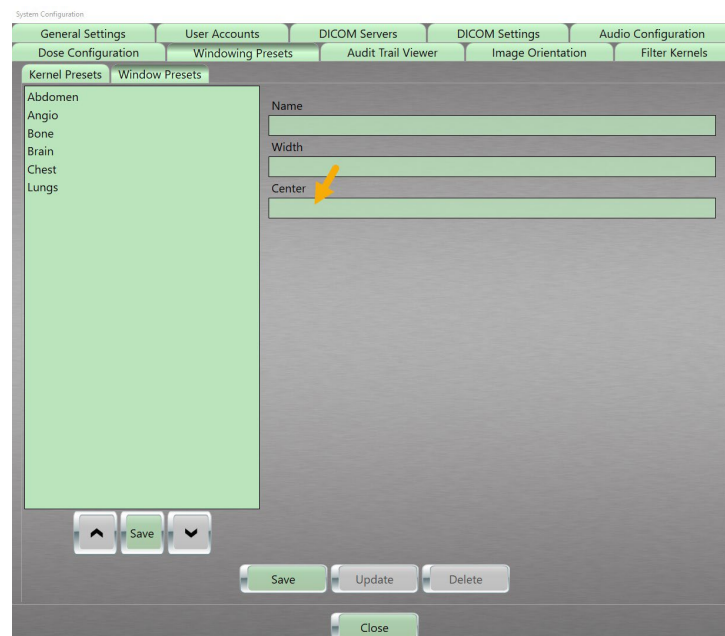 System Configuration
General Settings User Accounts DICOM Servers DICOM Settings Audio Configuration
Dose Configuration Windowing Presets Audit Trail Viewer Image Orientation Filter Kernels
Kernel Presets Window Presets
Abdomen
Angio
Bone
Brain
Chest
Lungs
Name
Width
Center
Save
Save Update Delete
Close